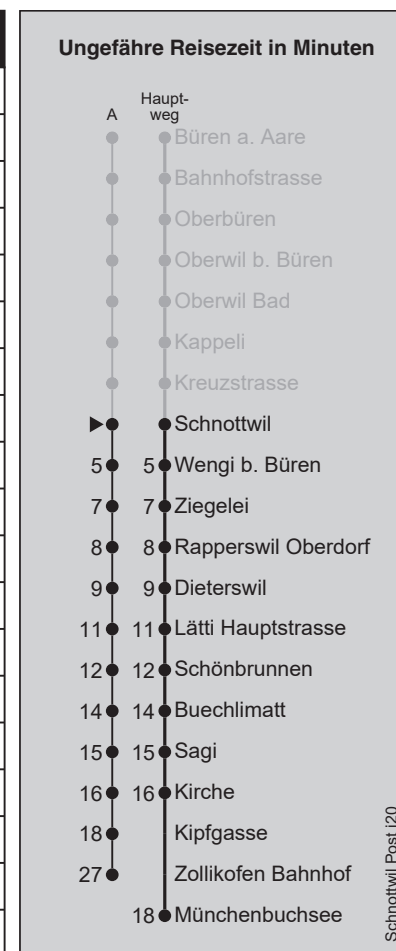 Ungefähre Reisezeit in Minuten
A Haupt-
weg
Büren a. Aare
Bahnhofstrasse
Oberbüren
Oberwil b. Büren
Oberwil Bad
Kappeli
Kreuzstrasse
Schnottwil
5 5 Wengi b. Büren
7 7 Ziegelei
8 8 Rapperswil Oberdorf
9 9 Dieterswil
11 11 Lätti Hauptstrasse
12 12 Schönbrunnen
14 14 Buechlimatt
15 15 Sagi
16 16 Kirche
18 Kipfgasse
27 Zollikofen Bahnhof
18 Münchenbuchsee
Schnottwil Post i20